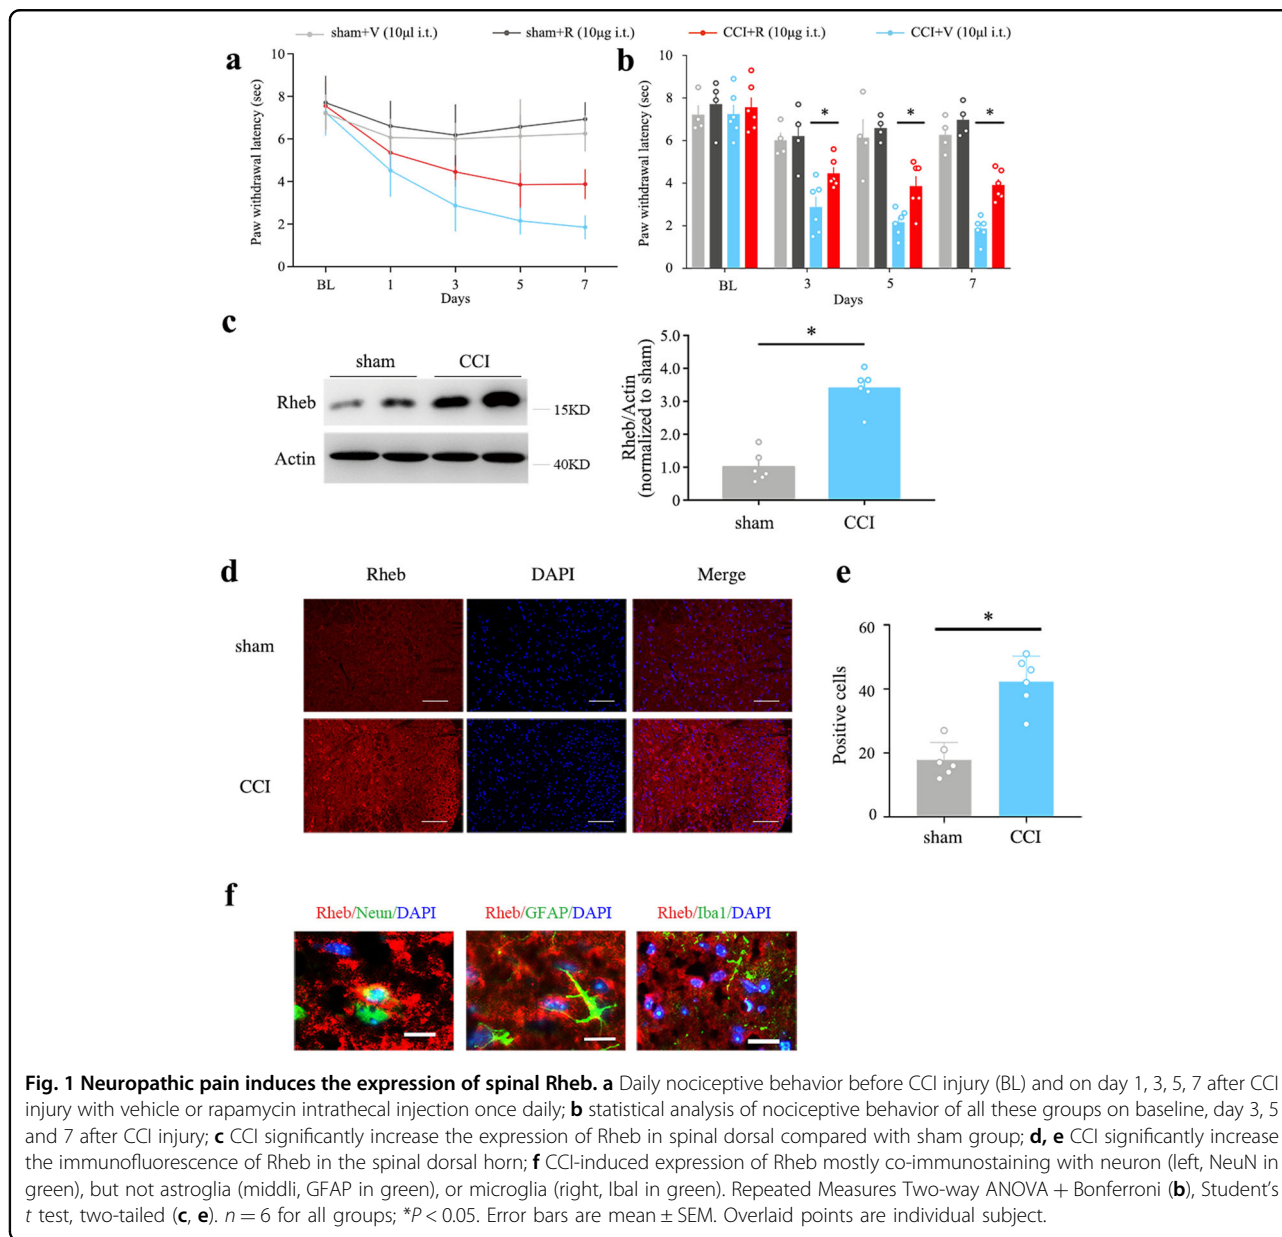 sham+V (10µl i.t.) sham+R (10µg i.t.) CCI+R (10µg i.t.) CCI+V (10µl i.t.)
a
Paw withdrawal latency (sec)
10
8
6
4
2
0
BL 1 3 5 7
Days
b
Paw withdrawal latency (sec)
10
8
6
4
2
0
* * *
BL 3 5 7
Days
c
sham CCI
Rheb
15KD
Actin
40KD
Rheb/Actin
(normalized to sham)
5.0
4.0
3.0
2.0
1.0
0
*
sham CCI
d
Rheb DAPI Merge
sham
CCI
e
Positive cells
60
40
20
0
*
sham CCI
f
Rheb/Neun/DAPI Rheb/GFAP/DAPI Rheb/Iba1/DAPI
Fig. 1 Neuropathic pain induces the expression of spinal Rheb. a Daily nociceptive behavior before CCI injury (BL) and on day 1, 3, 5, 7 after CCI
injury with vehicle or rapamycin intrathecal injection once daily; b statistical analysis of nociceptive behavior of all these groups on baseline, day 3, 5
and 7 after CCI injury; c CCI significantly increase the expression of Rheb in spinal dorsal compared with sham group; d, e CCI significantly increase
the immunofluorescence of Rheb in the spinal dorsal horn; f CCI-induced expression of Rheb mostly co-immunostaining with neuron (left, NeuN in
green), but not astroglia (middli, GFAP in green), or microglia (right, Ibal in green). Repeated Measures Two-way ANOVA + Bonferroni (b), Student's
t test, two-tailed (c, e). n = 6 for all groups; *P < 0.05. Error bars are mean ± SEM. Overlaid points are individual subject.